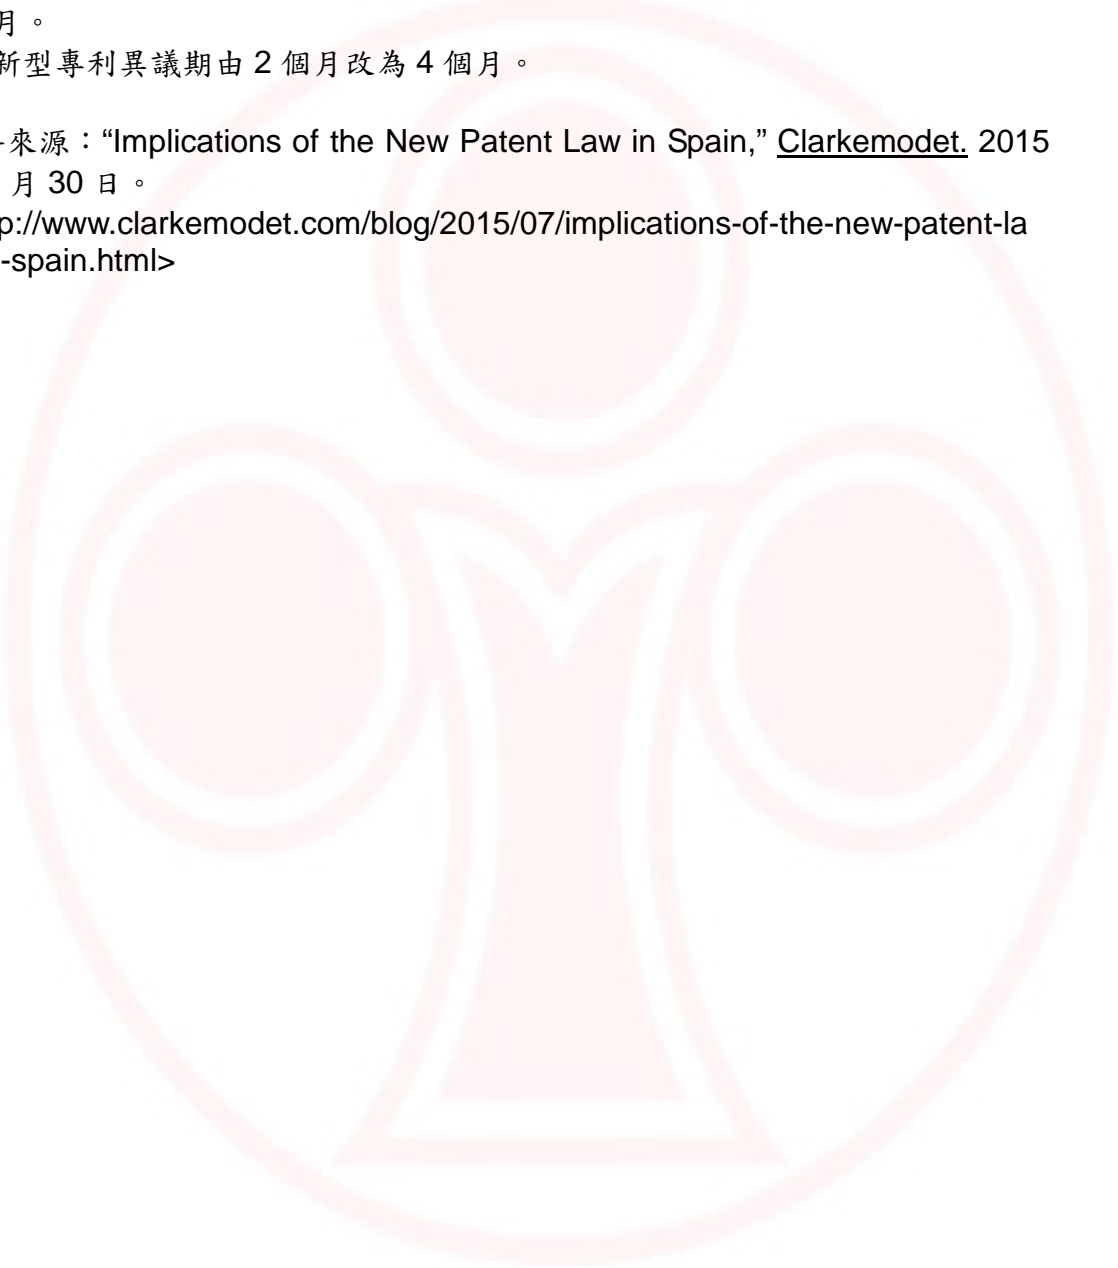 月。
新型專利異議期由 2 個月改為 4 個月。
來源：“Implications of the New Patent Law in Spain,” Clarkemodet. 2015
月 30 日。
p://www.clarkemodet.com/blog/2015/07/implications-of-the-new-patent-la
-spain.html>